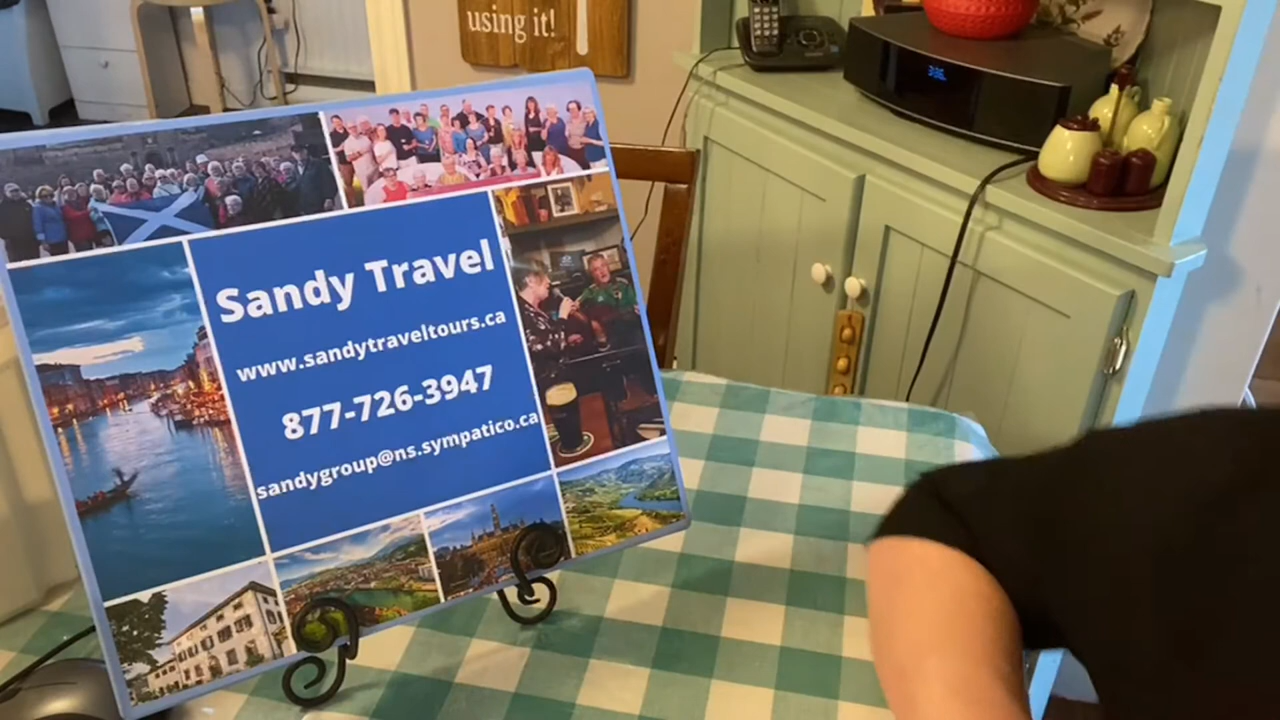 using it!
Sandy Travel
www.sandytraveltours.ca
877-726-3947
sandygroup@ns.sympatico.ca